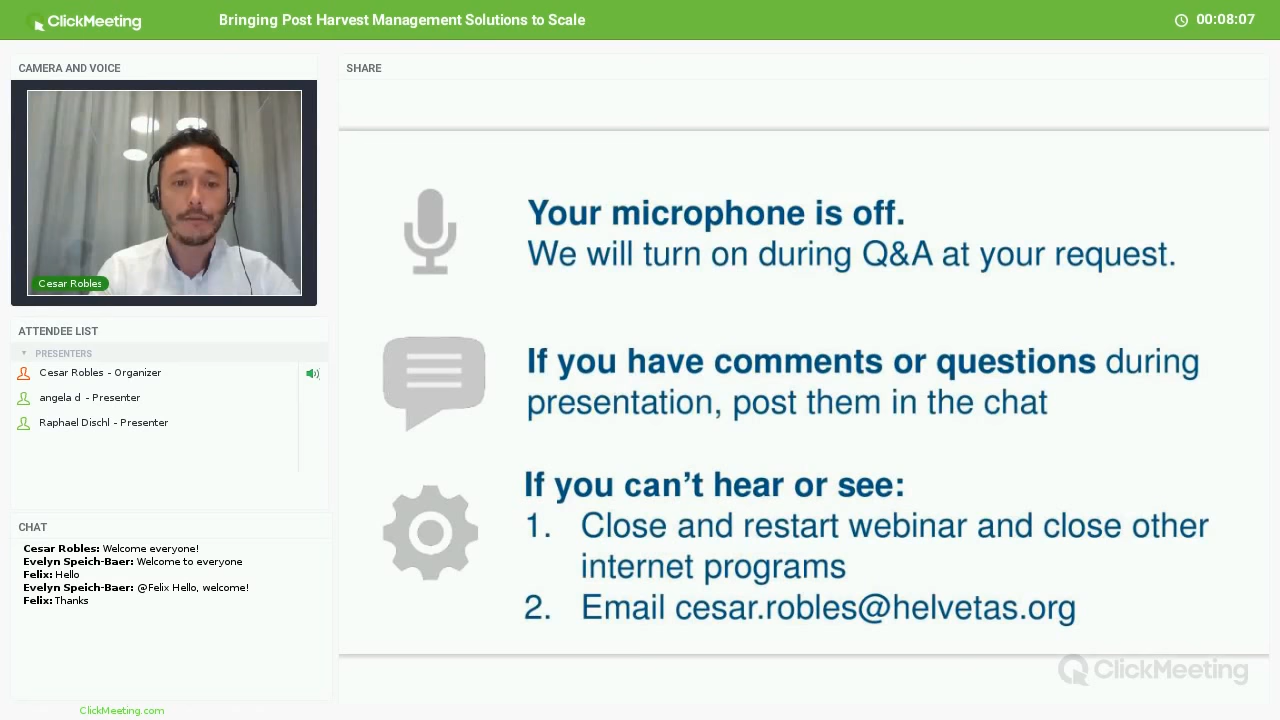 ClickMeeting
Bringing Post Harvest Management Solutions to Scale
00:08:07
CAMERA AND VOICE
Cesar Robles
ATTENDEE LIST
PRESENTERS
Cesar Robles - Organizer
angela d - Presenter
Raphael Dischl - Presenter
CHAT
Cesar Robles: Welcome everyone!
Evelyn Speich-Baer: Welcome to everyone
Felix: Hello
Evelyn Speich-Baer: @Felix Hello, welcome!
Felix: Thanks
ClickMeeting.com
SHARE
Your microphone is off.
We will turn on during Q&A at your request.
If you have comments or questions during
presentation, post them in the chat
If you can’t hear or see:
1. Close and restart webinar and close other
internet programs
2. Email cesar.robles@helvetas.org
ClickMeeting